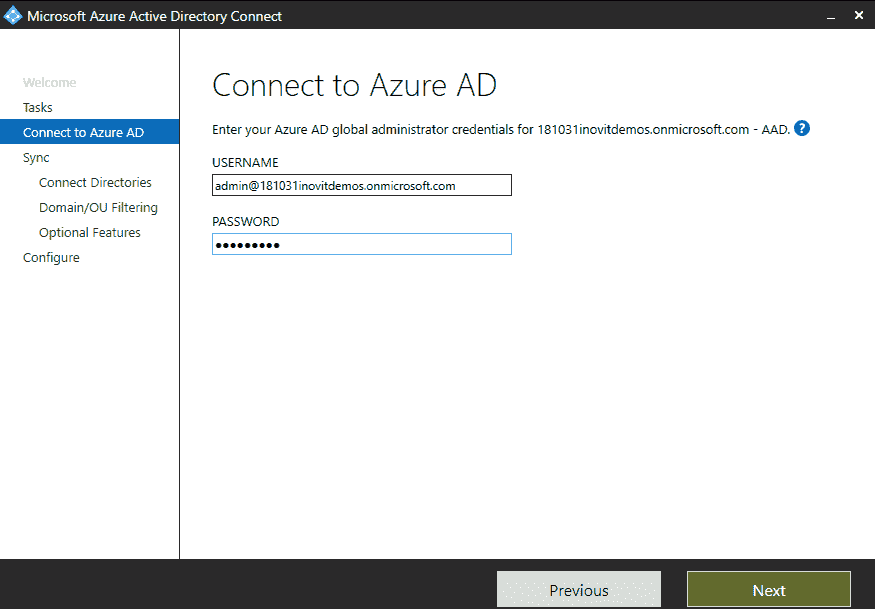 Microsoft Azure Active Directory Connect
Welcome
Tasks
Connect to Azure AD
Sync
Connect Directories
Domain/OU Filtering
Optional Features
Configure
Connect to Azure AD
Enter your Azure AD global administrator credentials for 181031inovitdemos.onmicrosoft.com - AAD. ?
USERNAME
admin@181031inovitdemos.onmicrosoft.com
PASSWORD
●●●●●●●●●
Previous
Next